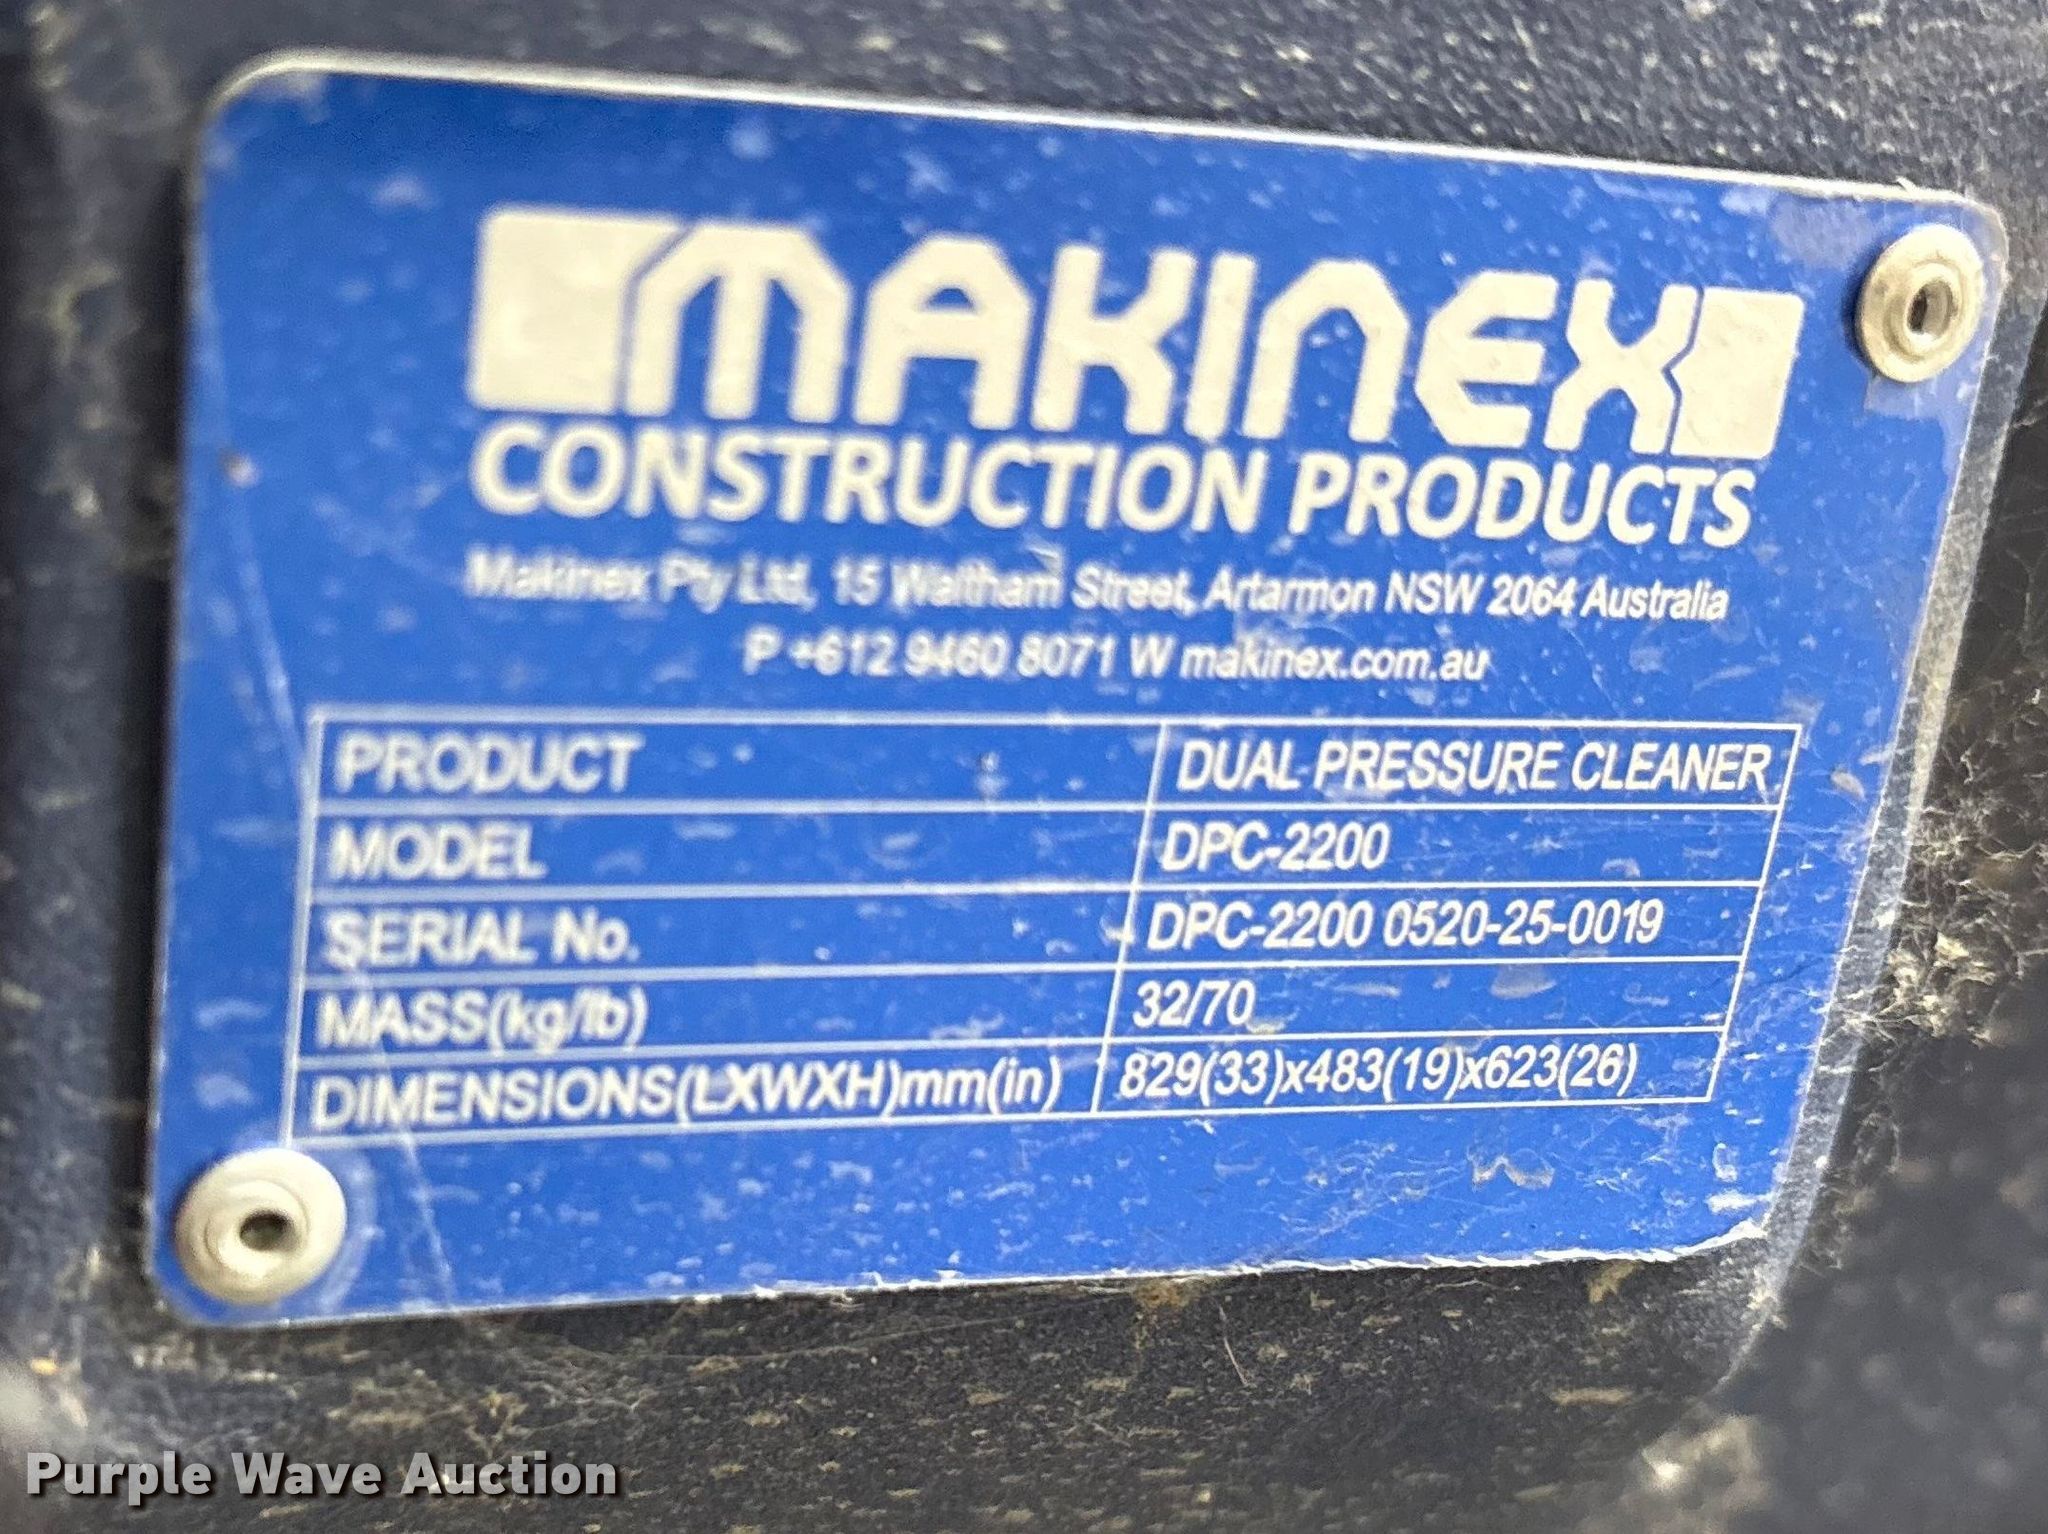 MAKINEX
CONSTRUCTION PRODUCTS
Makinex Pty Ltd, 15 Waltham Street, Artarmon NSW 2064 Australia
P +612 9460 8071 W makinex.com.au
PRODUCT DUAL PRESSURE CLEANER
MODEL DPC-2200
SERIAL No. DPC-2200 0520-25-0019
MASS(kg/lb) 32/70
DIMENSIONS(LXWXH)mm(in) 829(33)x483(19)x623(26)
Purple Wave Auction